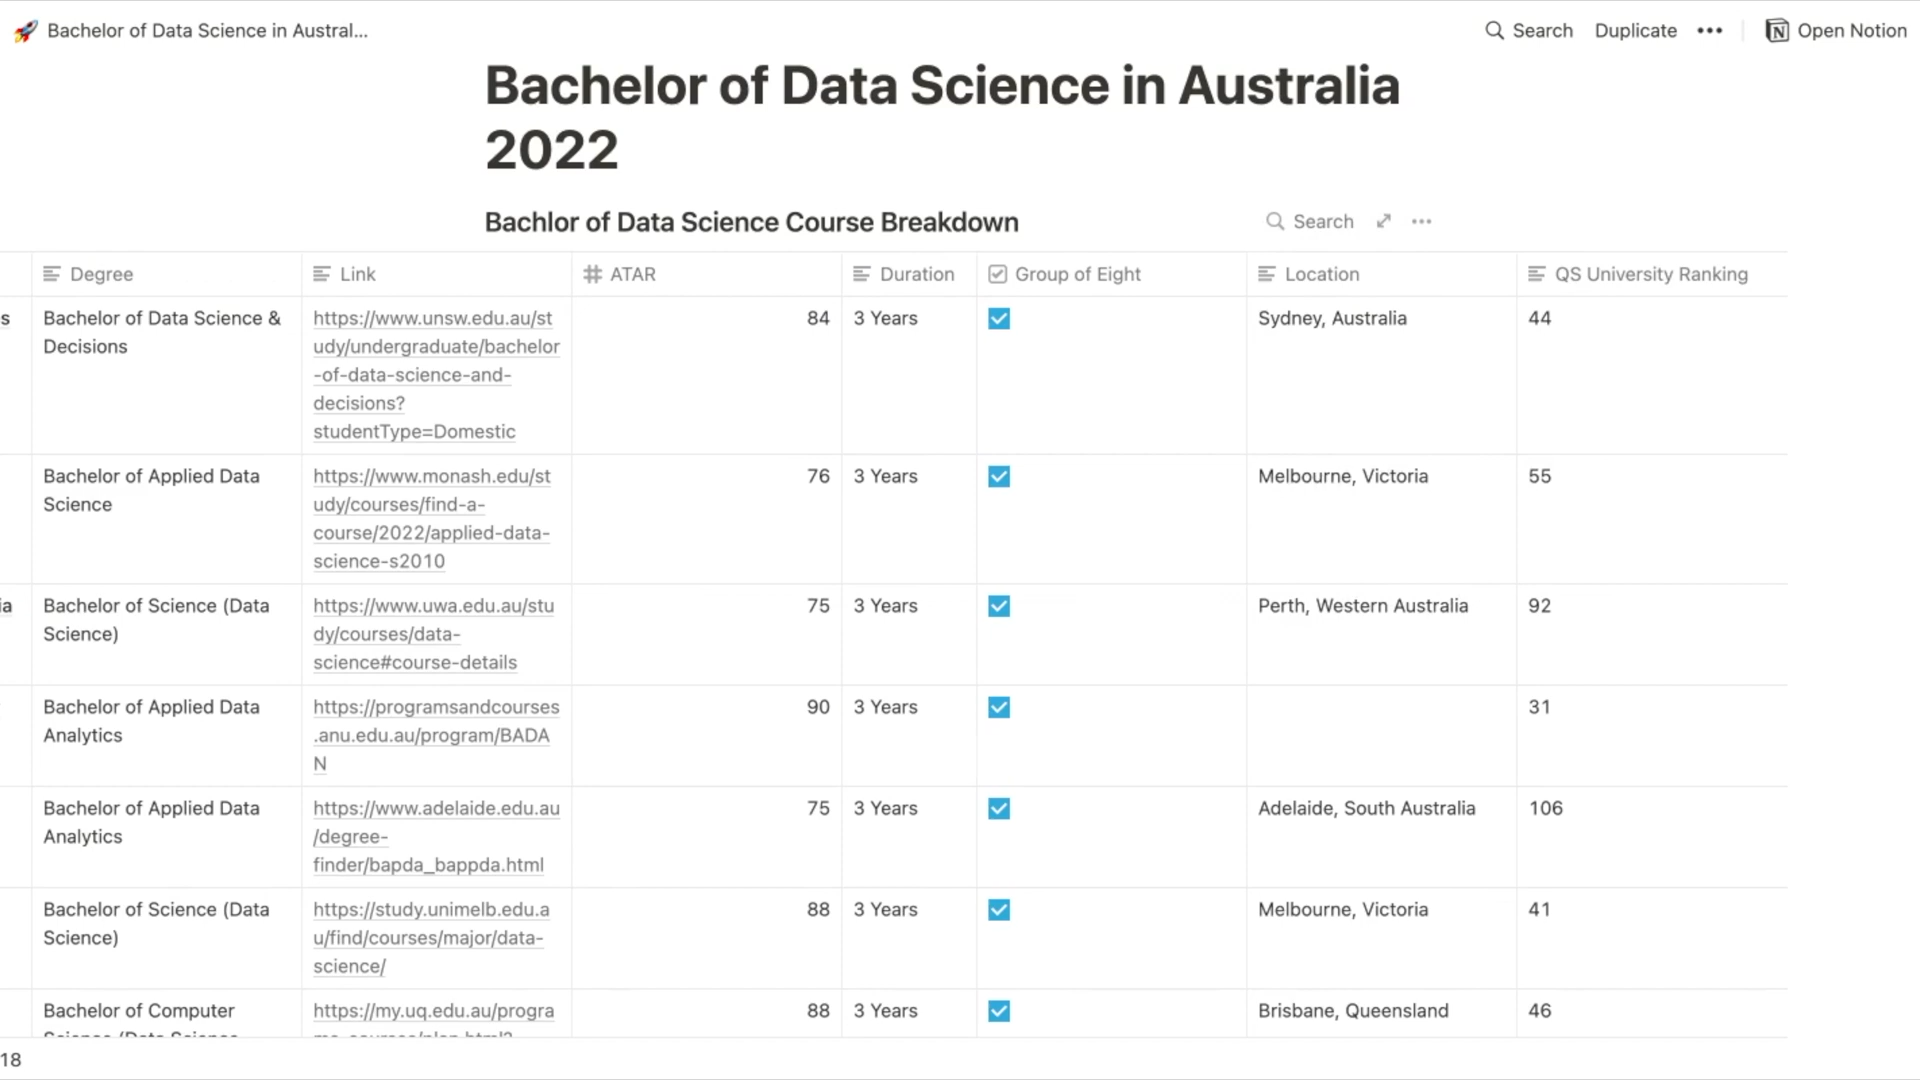 Bachelor of Data Science in Austral...
Search Duplicate Open Notion
Bachelor of Data Science in Australia
2022
Bachlor of Data Science Course Breakdown
Search
Degree Link ATAR Duration Group of Eight Location QS University Ranking
s Bachelor of Data Science & https://www.unsw.edu.au/st 84 3 Years Sydney, Australia 44
Decisions udy/undergraduate/bachelor
-of-data-science-and-
decisions?
studentType=Domestic
Bachelor of Applied Data https://www.monash.edu/st 76 3 Years Melbourne, Victoria 55
Science udy/courses/find-a-
course/2022/applied-data-
science-s2010
ia Bachelor of Science (Data https://www.uwa.edu.au/stu 75 3 Years Perth, Western Australia 92
Science) dy/courses/data-
science#course-details
Bachelor of Applied Data https://programsandcourses 90 3 Years 31
Analytics .anu.edu.au/program/BADA
N
Bachelor of Applied Data https://www.adelaide.edu.au 75 3 Years Adelaide, South Australia 106
Analytics /degree-
finder/bapda_bappda.html
Bachelor of Science (Data https://study.unimelb.edu.a 88 3 Years Melbourne, Victoria 41
Science) u/find/courses/major/data-
science/
Bachelor of Computer https://my.uq.edu.au/progra 88 3 Years Brisbane, Queensland 46
Science (Data Science
18